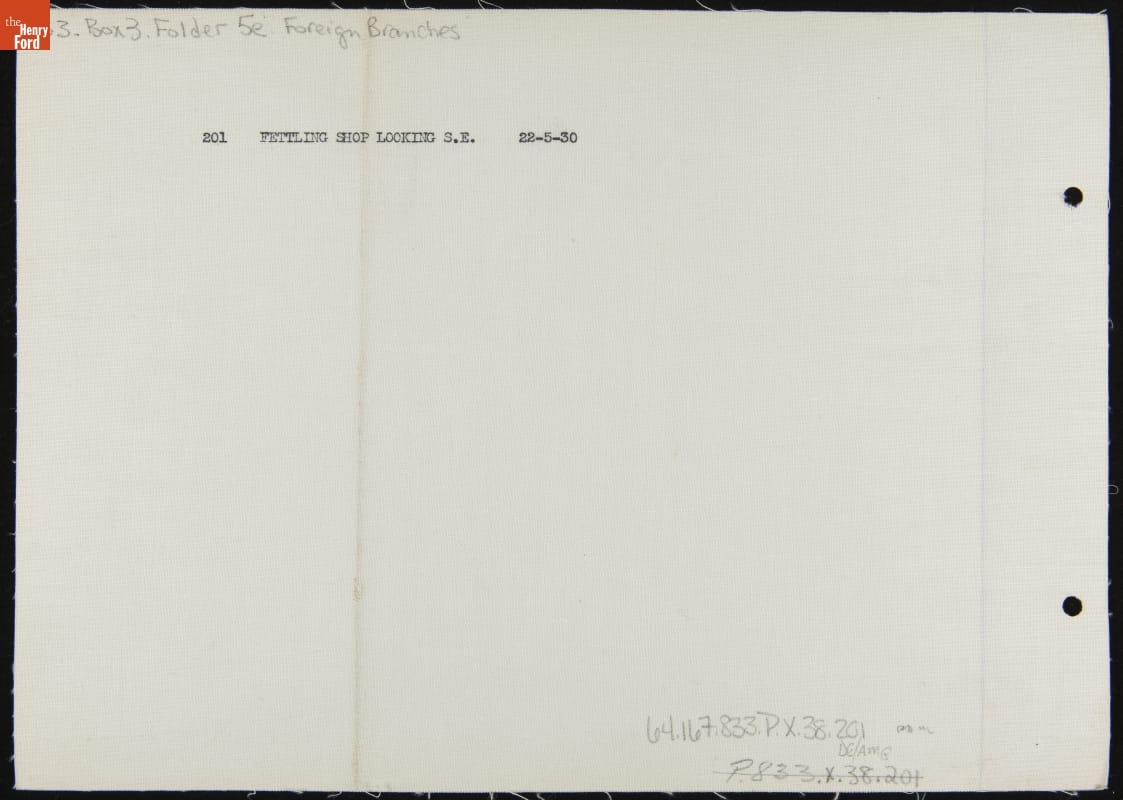 the
Henry
Ford
3. Box 3. Folder 5e Foreign Branches
201 FETTLING SHOP LOOKING S.E. 22-5-30
64.167.833.P.X.38.201
DE/AMG
P.833.X.38.201